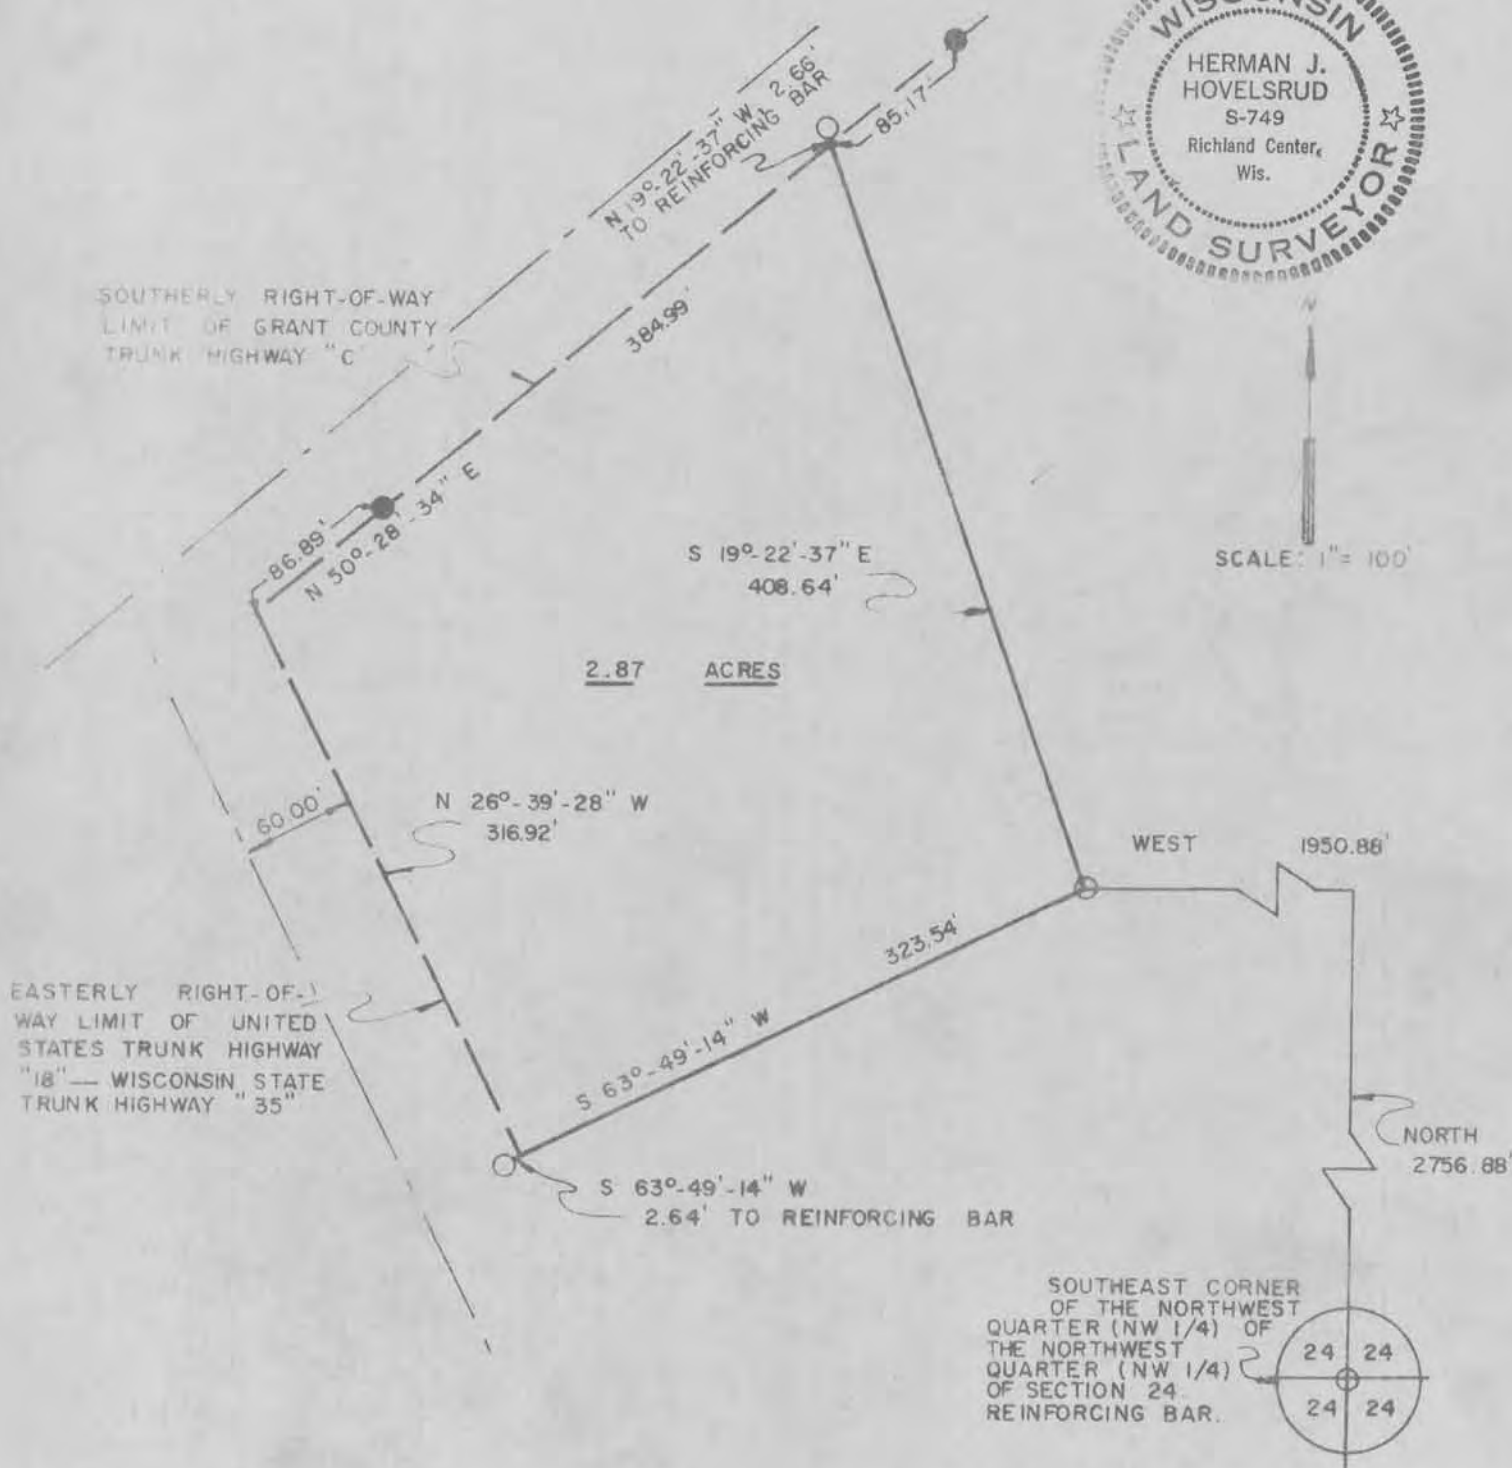 WISCONSIN
HERMAN J.
HOVELSRUD
S-749
Richland Center,
Wis.
LAND SURVEYOR
N 19°-22'-37" W, 2.66'
TO REINFORCING BAR
85.17'
SOUTHERLY RIGHT-OF-WAY
LIMIT OF GRANT COUNTY
TRUNK HIGHWAY "C"
384.99'
N
SCALE: 1"= 100'
86.89'
N 50°-28'-34" E
S 19°-22'-37" E
408.64'
2.87 ACRES
60.00'
N 26°-39'-28" W
316.92'
WEST 1950.88'
323.54'
S 63°-49'-14" W
EASTERLY RIGHT-OF-
WAY LIMIT OF UNITED
STATES TRUNK HIGHWAY
"18"— WISCONSIN STATE
TRUNK HIGHWAY "35"
NORTH
2756.88'
S 63°-49'-14" W
2.64' TO REINFORCING BAR
SOUTHEAST CORNER
OF THE NORTHWEST
QUARTER (NW 1/4) OF
THE NORTHWEST
QUARTER (NW 1/4)
OF SECTION 24.
REINFORCING BAR.
24 24
24 24